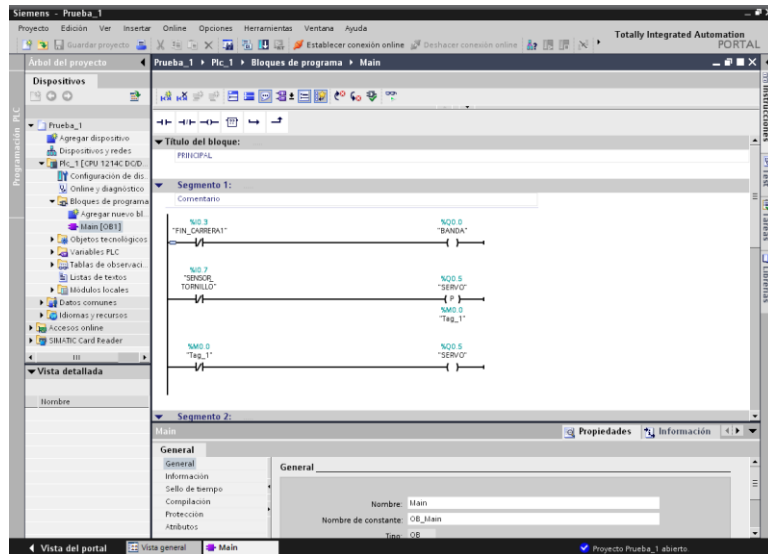 Siemens - Prueba_1
Proyecto Edición Ver Insertar Online Opciones Herramientas Ventana Ayuda
Totally Integrated Automation
PORTAL
Guardar proyecto
Establecer conexión online
Deshacer conexión online
Árbol del proyecto
Prueba_1 Plc_1 Bloques de programa Main
Dispositivos
Programación PLC
Prueba_1
Agregar dispositivo
Dispositivos y redes
Plc_1 [CPU 1214C DC/D...
Configuración de dis...
Online y diagnóstico
Bloques de programa
Agregar nuevo bl...
Main [OB1]
Objetos tecnológicos
Variables PLC
Tablas de observaci...
Listas de textos
Módulos locales
Datos comunes
Idiomas y recursos
Accesos online
SIMATIC Card Reader
Vista detallada
Nombre
Título del bloque:
PRINCIPAL
Segmento 1:
Comentario
%I0.3
"FIN_CARRERA1"
%Q0.0
"BANDA"
%I0.7
"SENSOR_
TORNILLO"
%Q0.5
"SERVO"
P
%M0.0
"Tag_1"
%M0.0
"Tag_1"
%Q0.5
"SERVO"
Segmento 2:
Instrucciones
Test
Tareas
Librerías
Main
Propiedades
Información
General
General
Información
Sello de tiempo
Compilación
Protección
Atributos
General
Nombre: Main
Nombre de constante: OB_Main
Tipo: OB
Vista del portal
Vista general
Main
Proyecto Prueba_1 abierto.